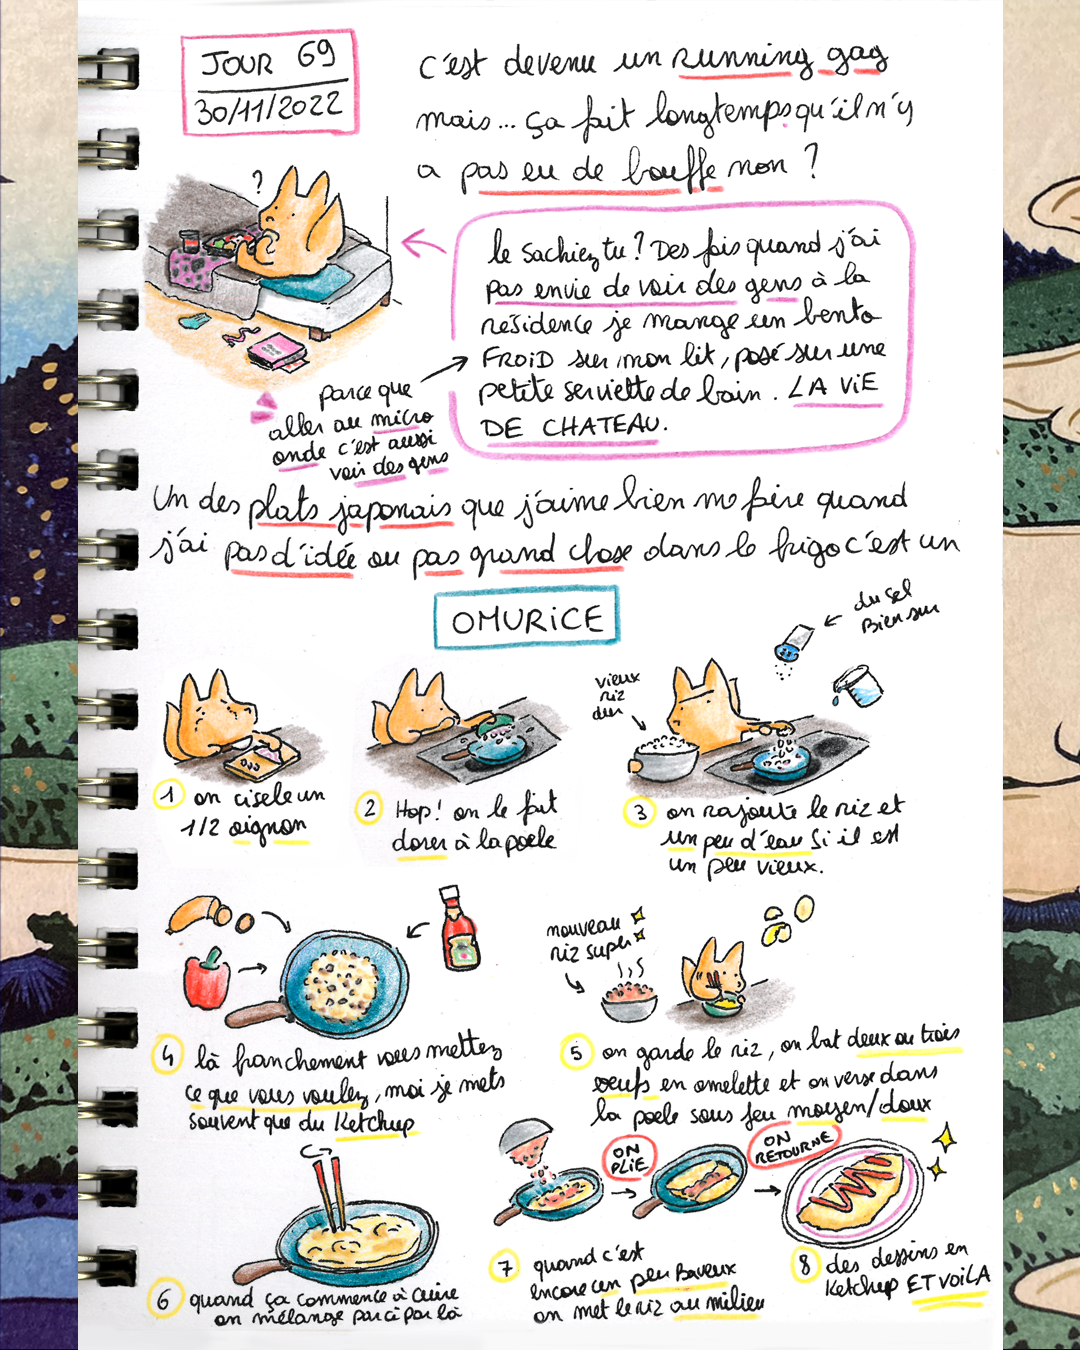 JOUR 69
30/11/2022
c'est devenu un running gag
mais... ça fait longtemps qu'il n'y
a pas eu de bouffe non ?
?
le sachiez tu ? Des fois quand j'ai
pas envie de voir des gens à la
résidence je mange un bento
FROID sur mon lit, posé sur une
petite serviette de bain. LA ViE
DE CHATEAU.
parce que
aller au micro
onde c'est aussi
voir des gens
Un des plats japonais que j'aime bien me faire quand
j'ai pas d'idée ou pas grand chose dans le frigo c'est un
OMURiCE
du sel
Bien sur
vieux
riz
dur
1 on cisele un
1/2 oignon
2 Hop! on le fait
dorer à la poele
3 on rajoute le riz et
un peu d'eau si il est
un peu vieux.
nouveau
riz super
4 là franchement vous mettez
ce que vous voulez, moi je mets
souvent que du Ketchup
5 on garde le riz, on bat deux ou trois
oeufs en omelette et on verse dans
la poele sous feu moyen/doux
ON
PLiE
ON
RETOURNE
6 quand ça commence à cuire
on mélange par ci par là
7 quand c'est
encore un peu Baveux
on met le riz au milieu
8 des dessins en
Ketchup ET VOiLA